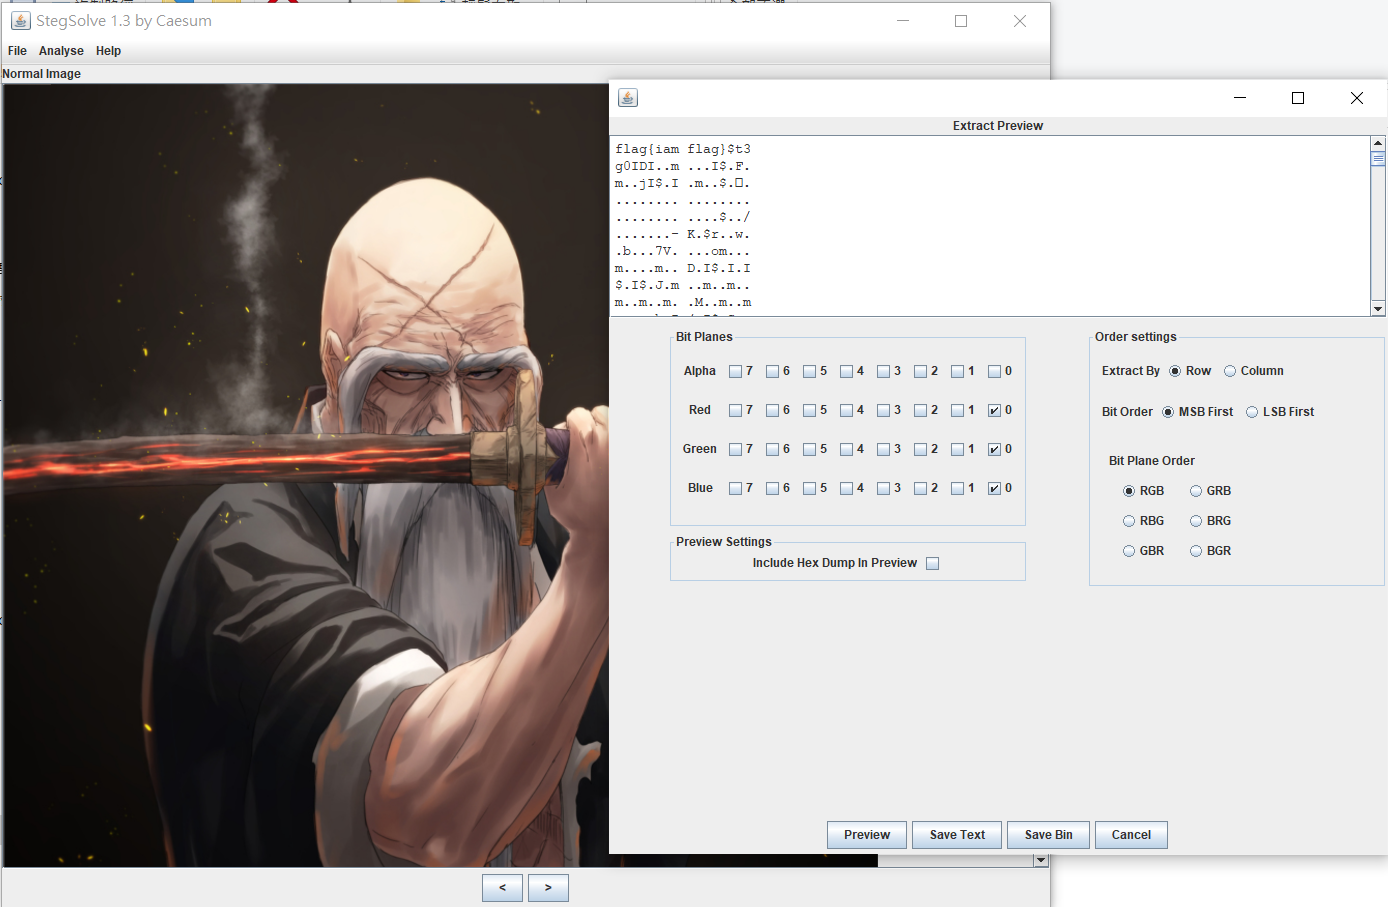 StegSolve 1.3 by Caesum
File Analyse Help
Normal Image
Extract Preview
flag{iam flag}$t3
g0IDI..m ...I$.F.
m..jI$.I .m..$.□.
........ ........
........ ....$../
.......- K.$r..w.
.b...7V. ...om...
m....m.. D.I$.I.I
$.I$.J.m ..m..m..
m..m..m. .M..m..m
Bit Planes
Alpha 7 6 5 4 3 2 1 0
Red 7 6 5 4 3 2 1 0
Green 7 6 5 4 3 2 1 0
Blue 7 6 5 4 3 2 1 0
Preview Settings
Include Hex Dump In Preview
Order settings
Extract By Row Column
Bit Order MSB First LSB First
Bit Plane Order
RGB GRB
RBG BRG
GBR BGR
Preview Save Text Save Bin Cancel
< >